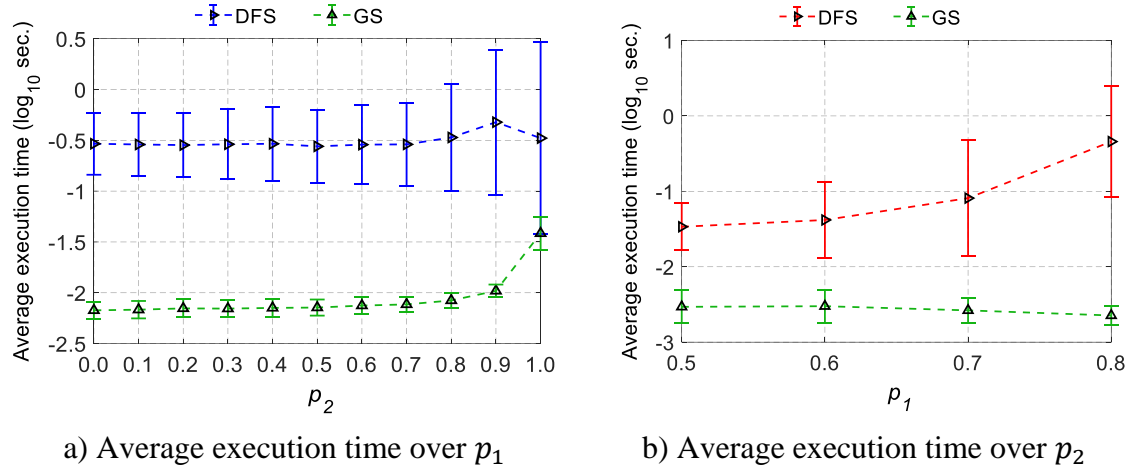 DFS GS
Average execution time (log10 sec.)
0.5
0
-0.5
-1
-1.5
-2
-2.5
0.0 0.1 0.2 0.3 0.4 0.5 0.6 0.7 0.8 0.9 1.0
p2
a) Average execution time over p1
DFS GS
Average execution time (log10 sec.)
1
0
-1
-2
-3
0.5 0.6 0.7 0.8
p1
b) Average execution time over p2